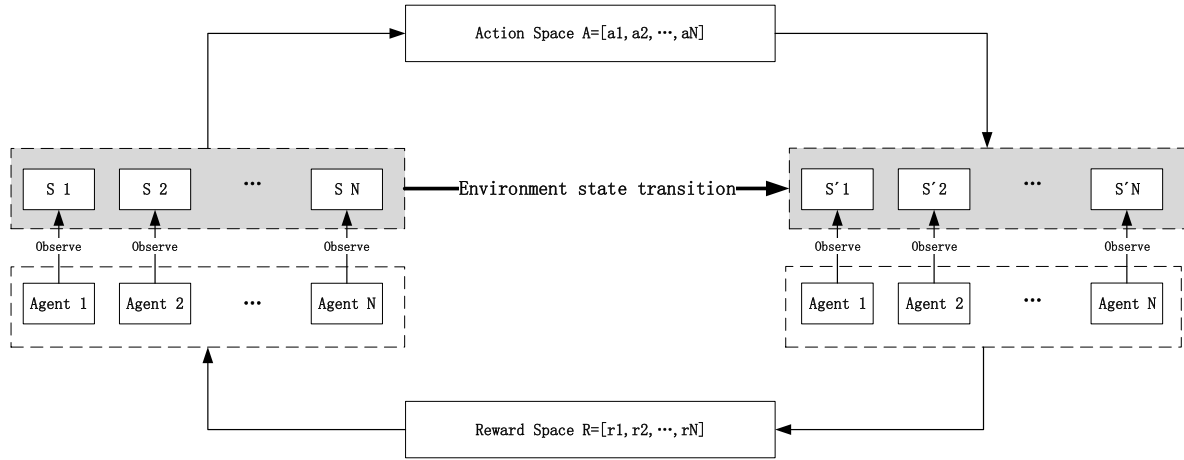 Action Space A=[a1,a2,…,aN]
S 1 S 2 … S N
Environment state transition
S′1 S′2 … S′N
Observe Observe Observe
Observe Observe Observe
Agent 1 Agent 2 … Agent N
Agent 1 Agent 2 … Agent N
Reward Space R=[r1,r2,…,rN]